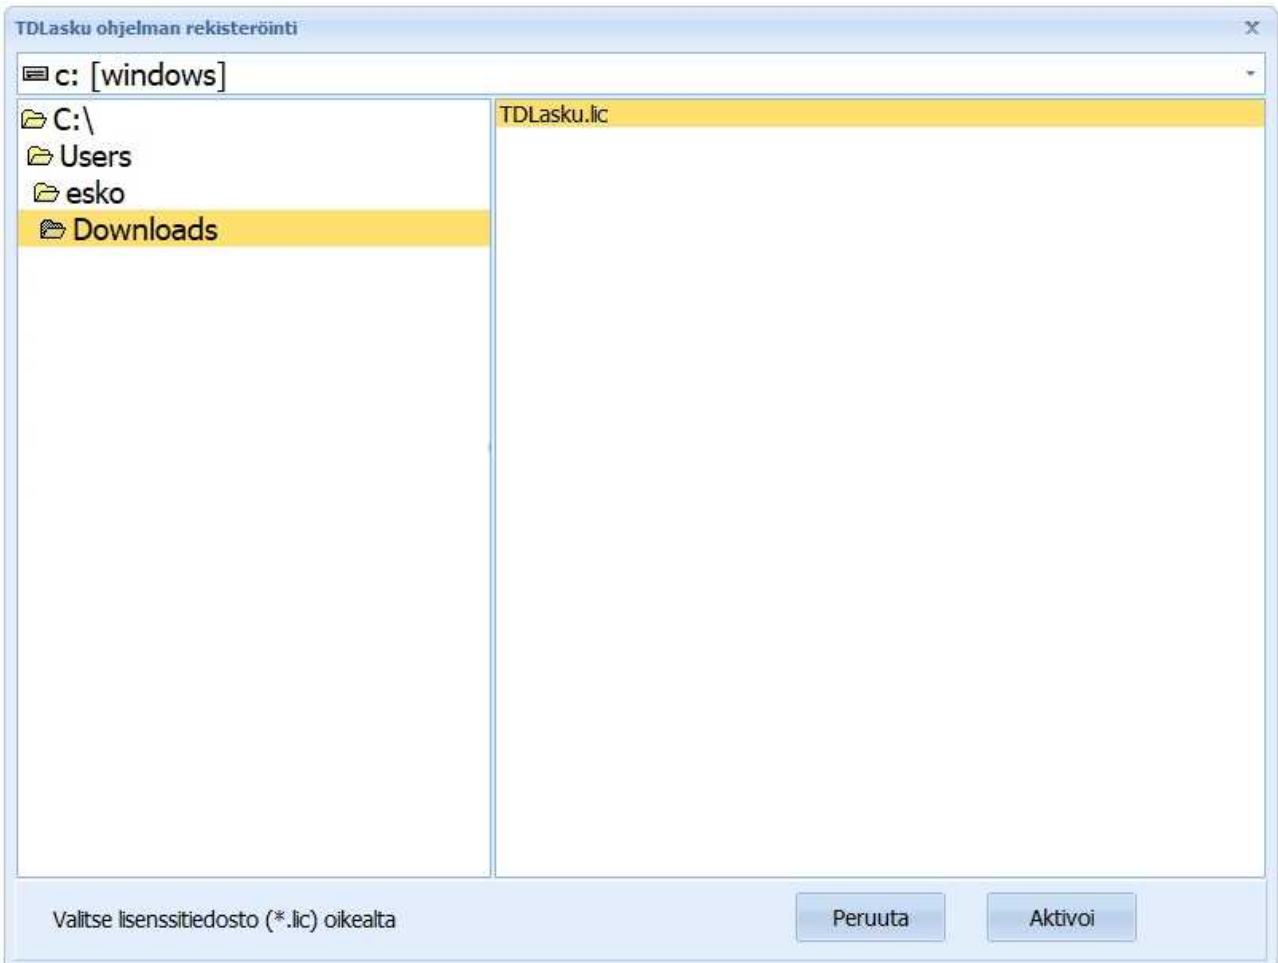 TDLasku ohjelman rekisteröinti
c: [windows]
C:\
Users
esko
Downloads
TDLasku.lic
Valitse lisenssitiedosto (*.lic) oikealta
Peruuta
Aktivoi